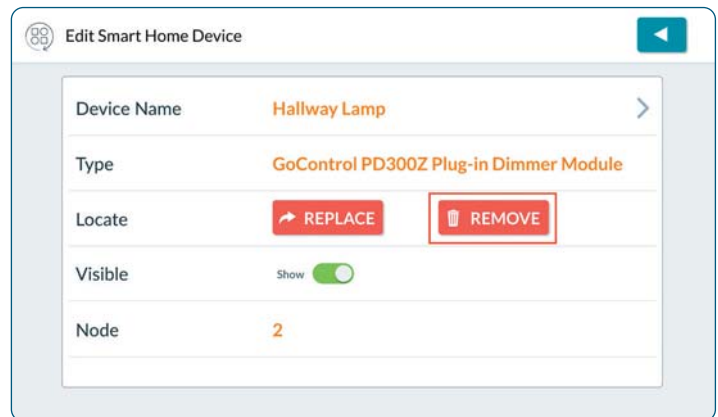 Edit Smart Home Device
Device Name Hallway Lamp
Type GoControl PD300Z Plug-in Dimmer Module
Locate REPLACE REMOVE
Visible Show
Node 2